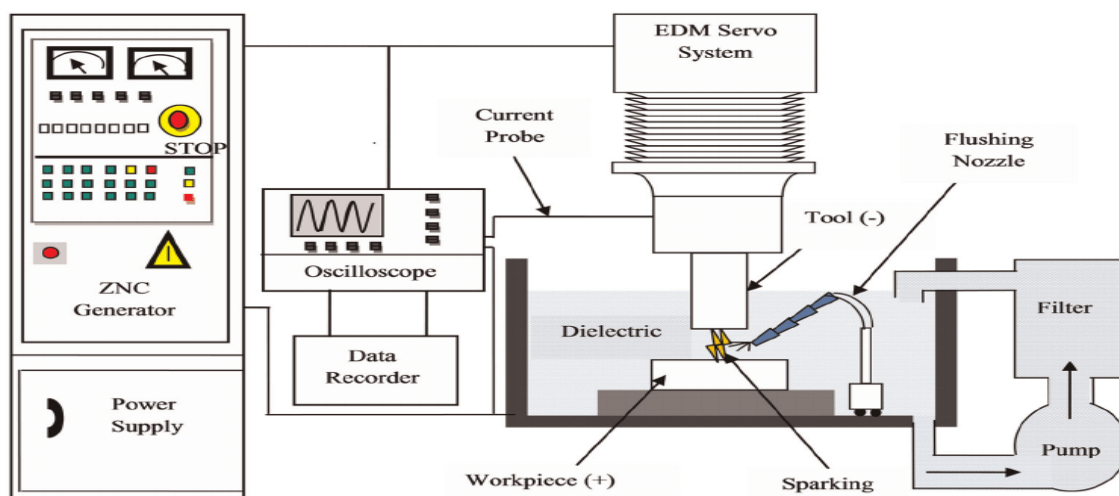 EDM Servo
System
Current
Probe
Flushing
Nozzle
STOP
Tool (-)
Oscilloscope
ZNC
Generator
Filter
Dielectric
Data
Recorder
Power
Supply
Pump
Workpiece (+)
Sparking